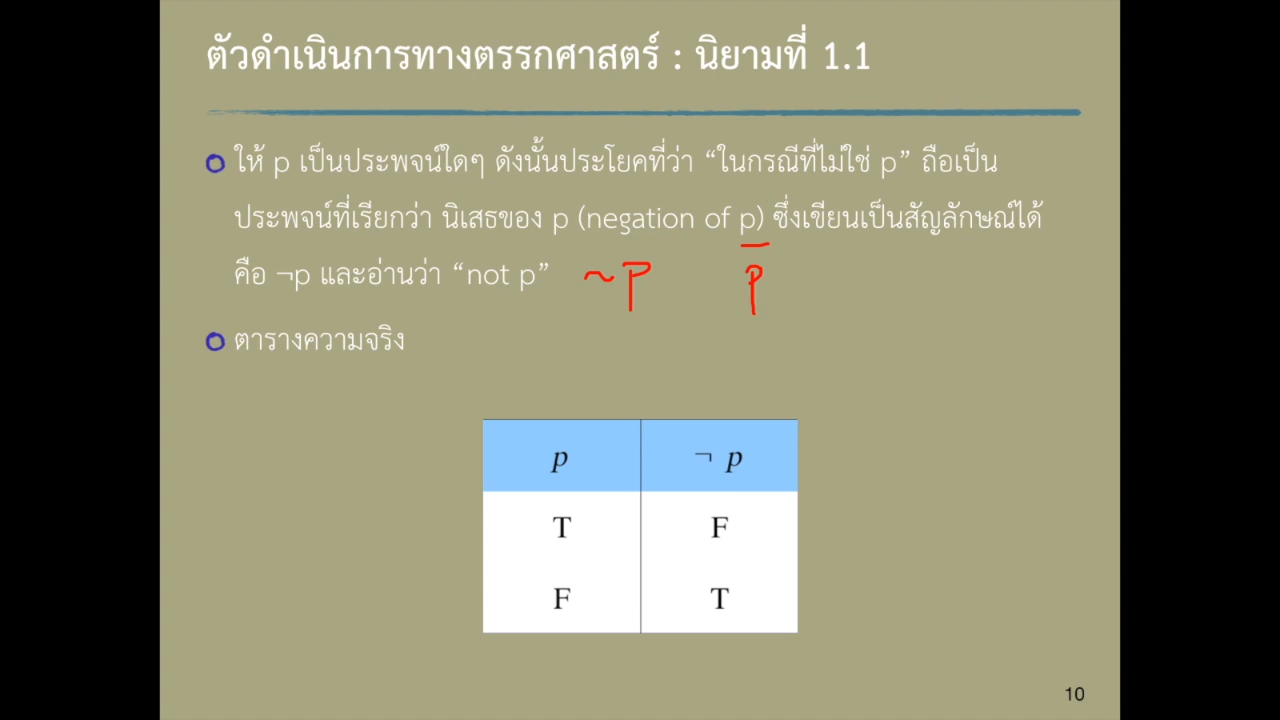 ตัวดำเนินการทางตรรกศาสตร์ : นิยามที่ 1.1
ให้ p เป็นประพจน์ใดๆ ดังนั้นประโยคที่ว่า “ในกรณีที่ไม่ใช่ p” ถือเป็น
ประพจน์ที่เรียกว่า นิเสธของ p (negation of p) ซึ่งเขียนเป็นสัญลักษณ์ได้
คือ ¬p และอ่านว่า “not p” ~P p̅
ตารางความจริง
p ¬ p
T F
F T
10